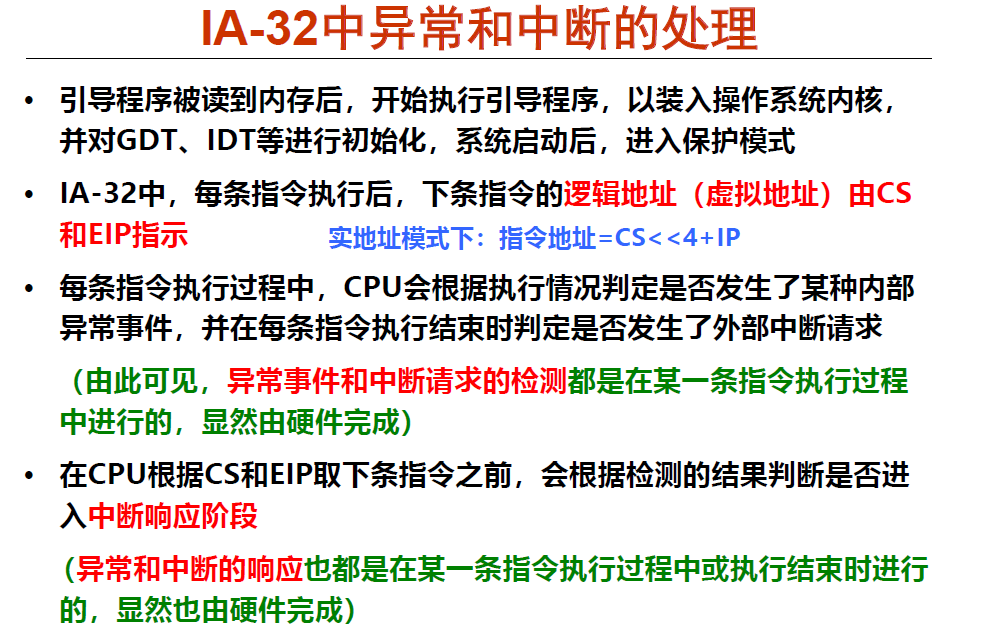 IA-32中异常和中断的处理
• 引导程序被读到内存后，开始执行引导程序，以装入操作系统内核，
并对GDT、IDT等进行初始化，系统启动后，进入保护模式
• IA-32中，每条指令执行后，下条指令的逻辑地址（虚拟地址）由CS
和EIP指示 实地址模式下：指令地址=CS<<4+IP
• 每条指令执行过程中，CPU会根据执行情况判定是否发生了某种内部
异常事件，并在每条指令执行结束时判定是否发生了外部中断请求
（由此可见，异常事件和中断请求的检测都是在某一条指令执行过程
中进行的，显然由硬件完成）
• 在CPU根据CS和EIP取下条指令之前，会根据检测的结果判断是否进
入中断响应阶段
（异常和中断的响应也都是在某一条指令执行过程中或执行结束时进行
的，显然也由硬件完成）